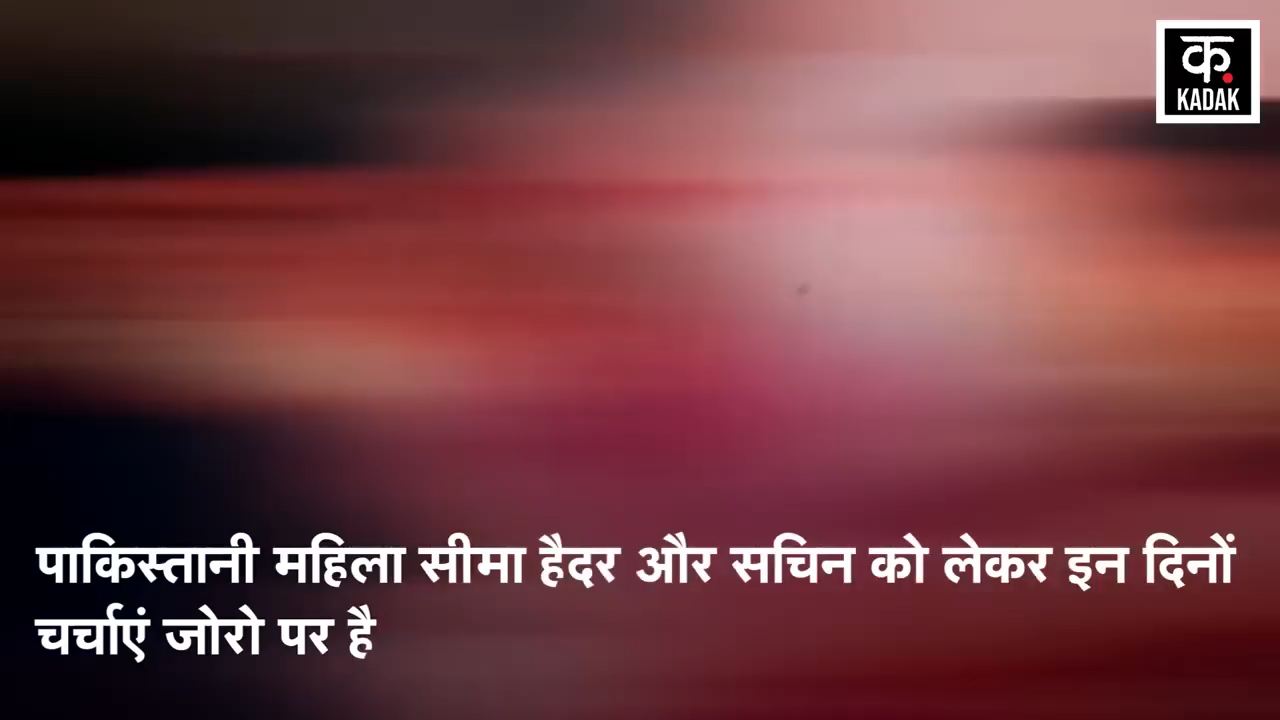 क.
KADAK
पाकिस्तानी महिला सीमा हैदर और सचिन को लेकर इन दिनों
चर्चाएं जोरो पर है